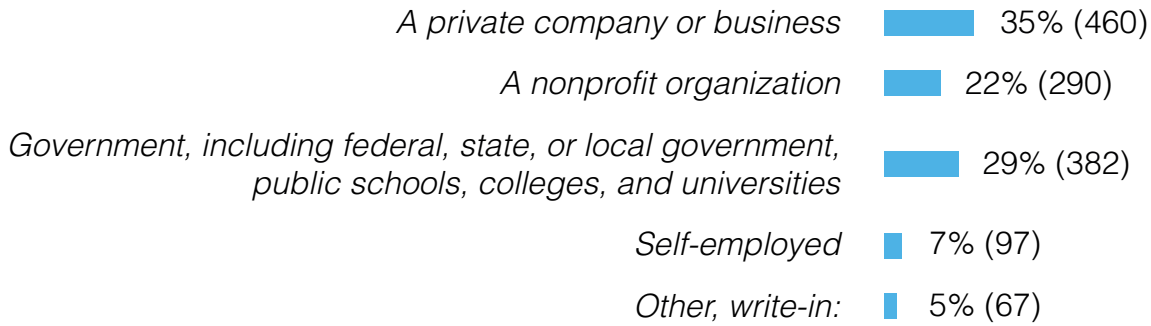 A private company or business 35% (460)
A nonprofit organization 22% (290)
Government, including federal, state, or local government,
public schools, colleges, and universities 29% (382)
Self-employed 7% (97)
Other, write-in: 5% (67)